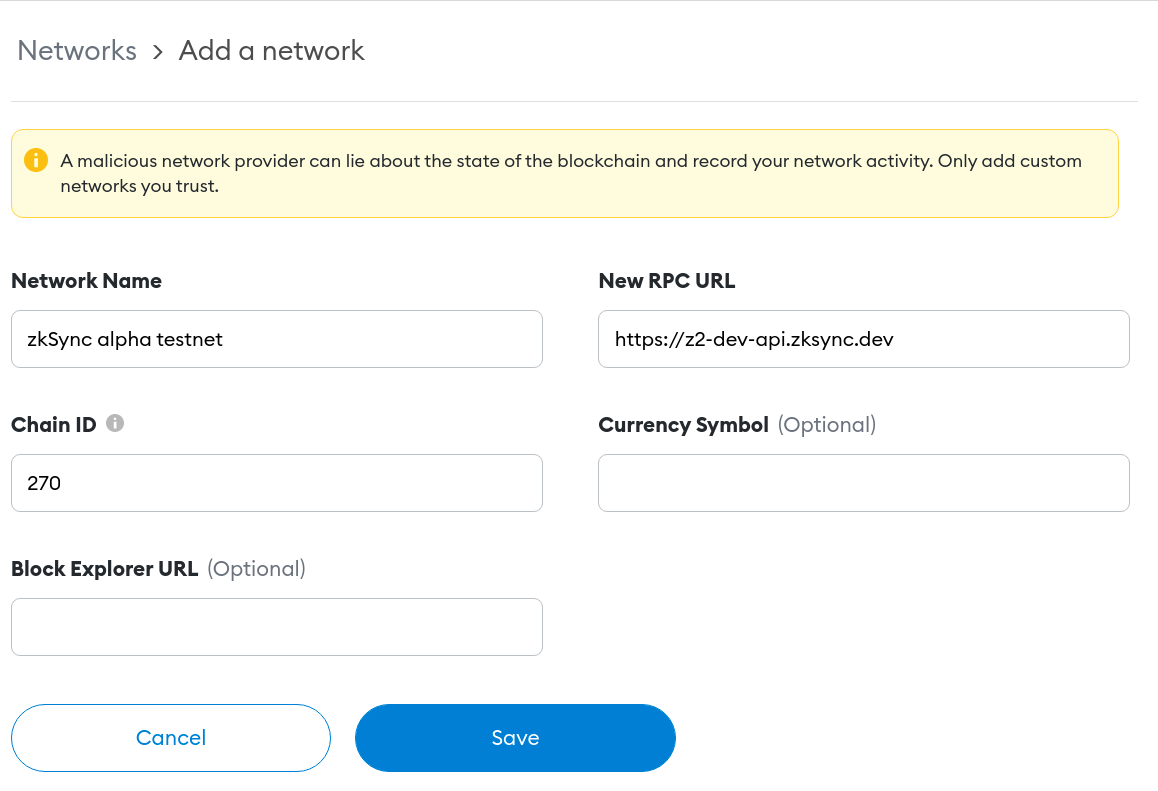 Networks > Add a network
A malicious network provider can lie about the state of the blockchain and record your network activity. Only add custom
networks you trust.
Network Name
zkSync alpha testnet
New RPC URL
https://z2-dev-api.zksync.dev
Chain ID
270
Currency Symbol (Optional)
Block Explorer URL (Optional)
Cancel
Save